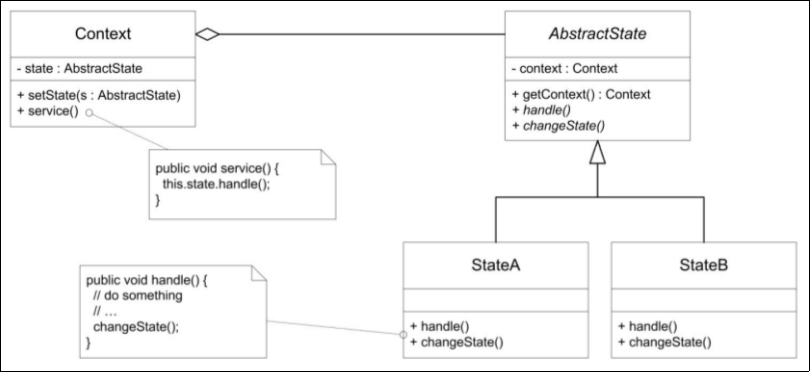 Context
- state : AbstractState
+ setState(s : AbstractState)
+ service()
AbstractState
- context : Context
+ getContext() : Context
+ handle()
+ changeState()
public void service() {
this.state.handle();
}
StateA
+ handle()
+ changeState()
StateB
+ handle()
+ changeState()
public void handle() {
// do something
// ...
changeState();
}